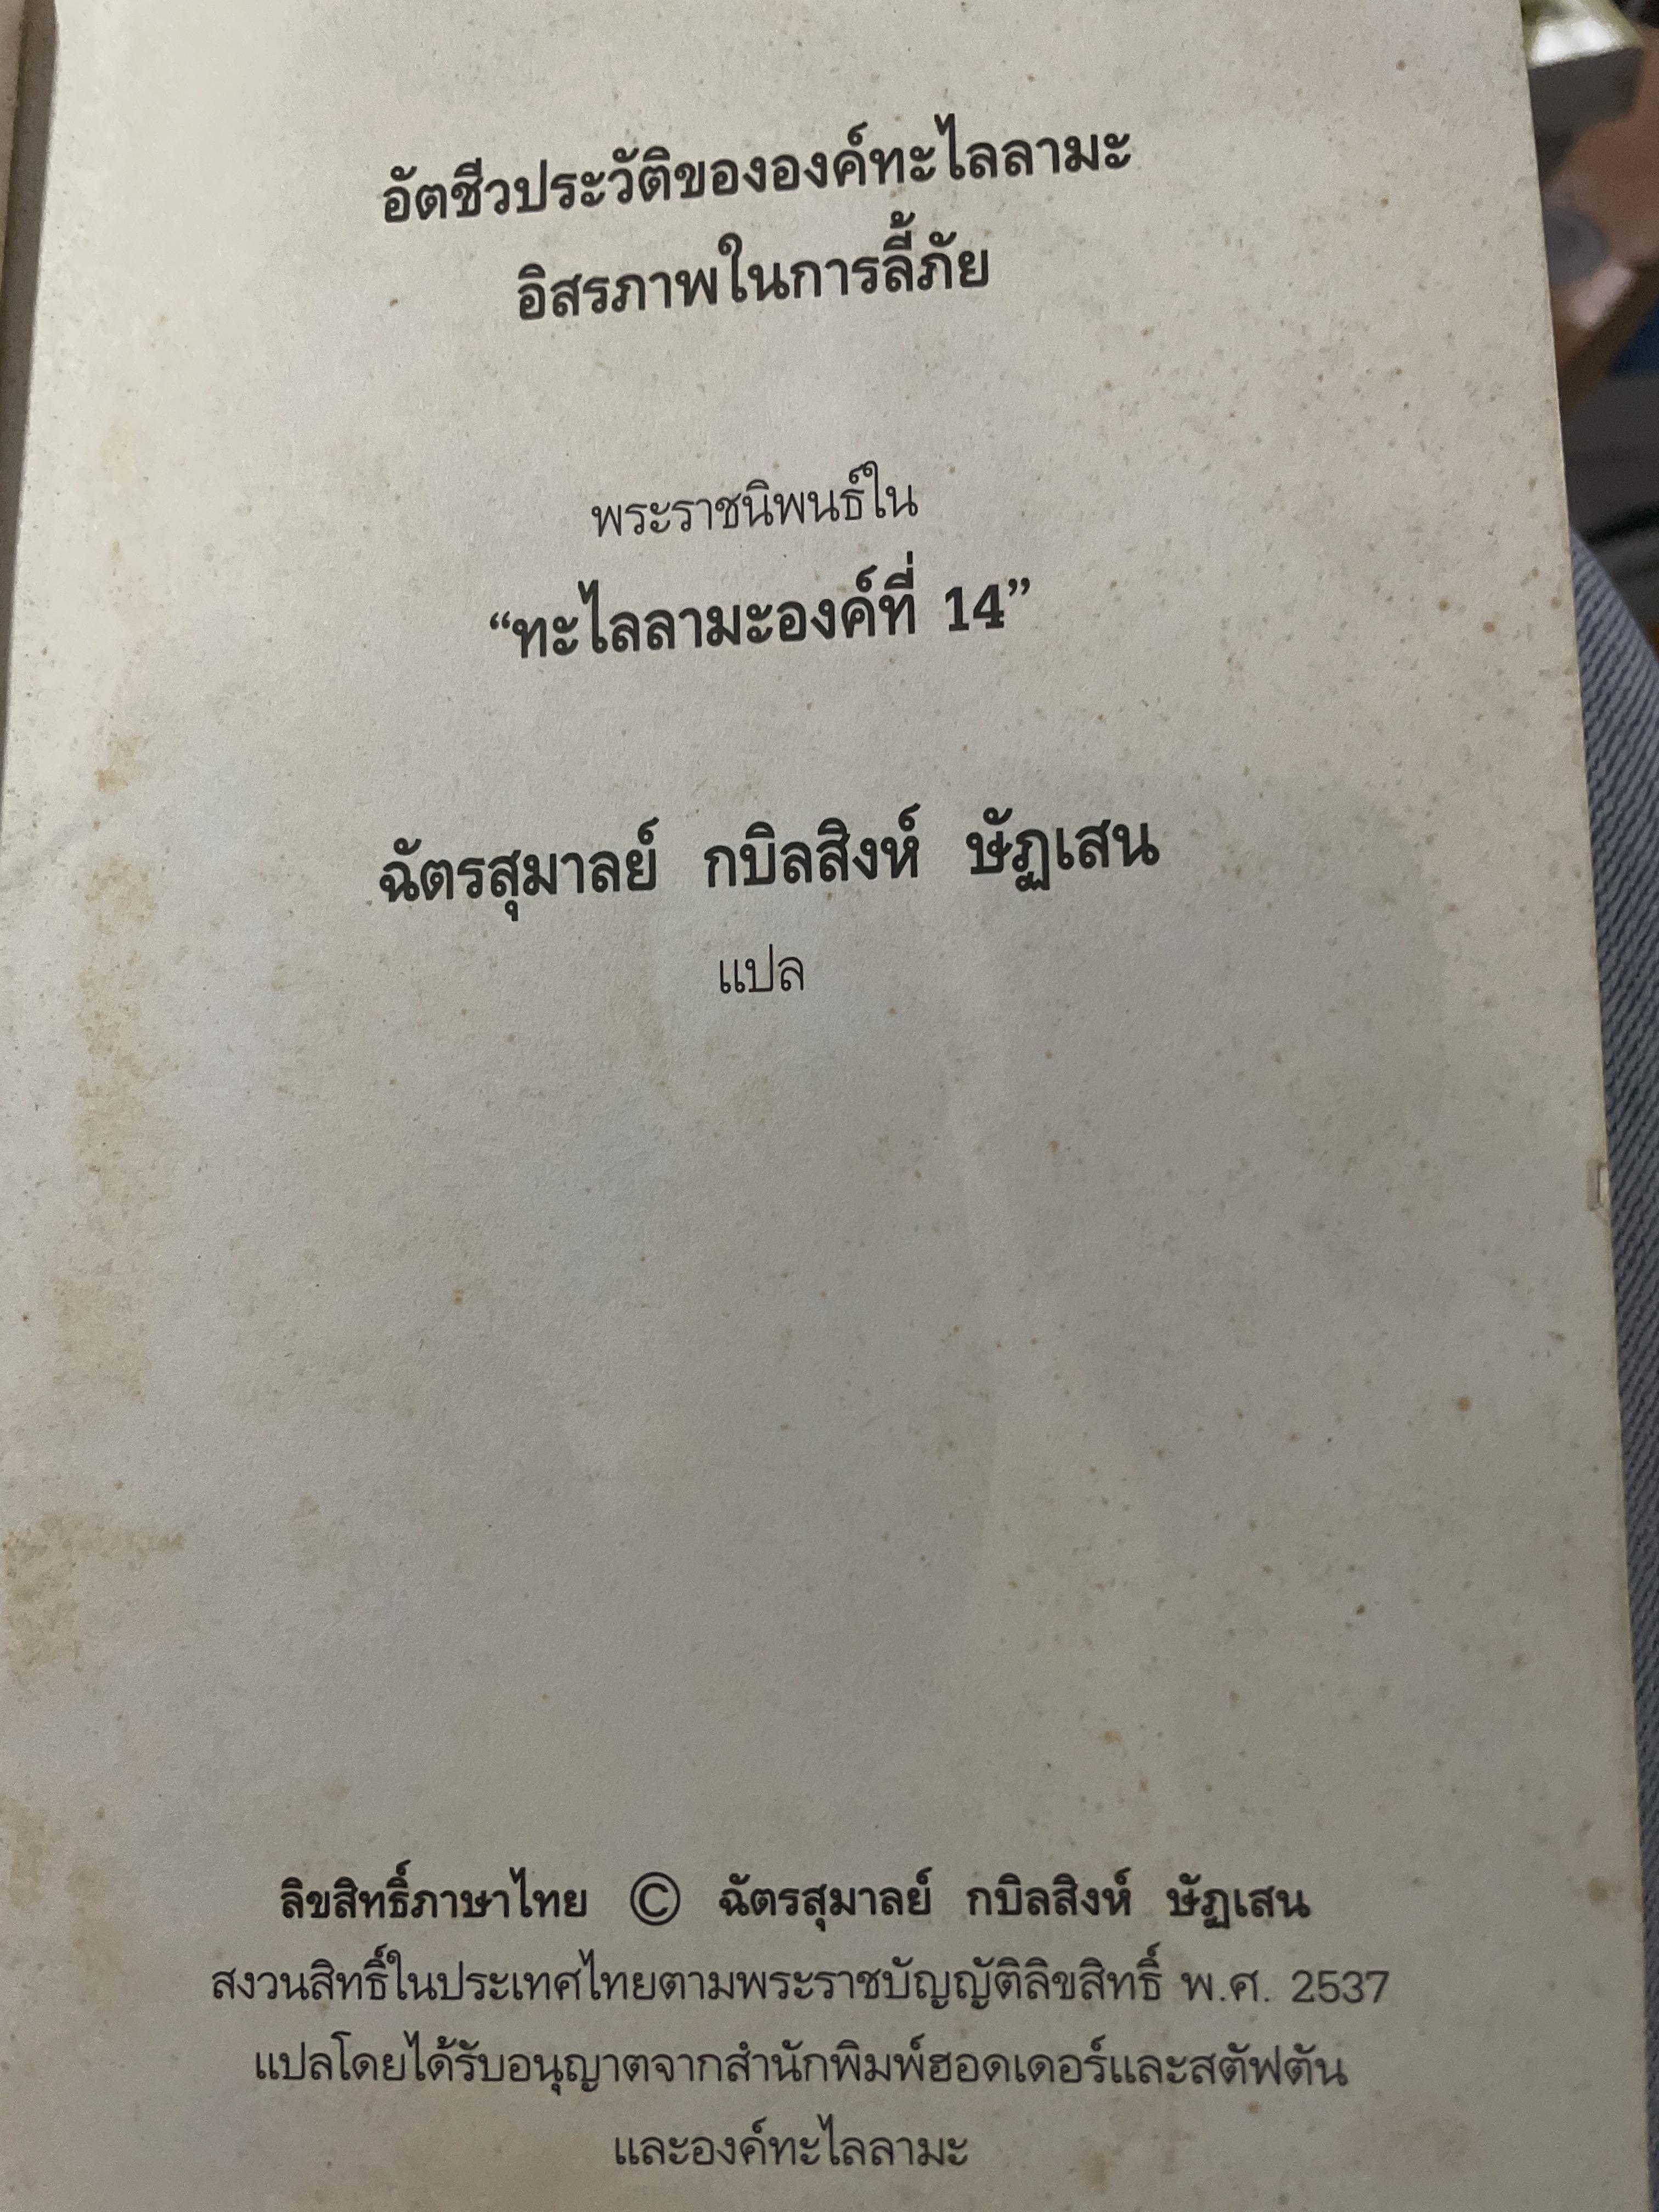 อัตชีวประวัติขององค์ทะไลลามะ
อิสรภาพในการลี้ภัย
พระราชนิพนธ์ใน
“ทะไลลามะองค์ที่ 14”
ฉัตรสุมาลย์ กบิลสิงห์ ษัฏเสน
แปล
ลิขสิทธิ์ภาษาไทย © ฉัตรสุมาลย์ กบิลสิงห์ ษัฏเสน
สงวนสิทธิ์ในประเทศไทยตามพระราชบัญญัติลิขสิทธิ์ พ.ศ. 2537
แปลโดยได้รับอนุญาตจากสำนักพิมพ์ฮอดเดอร์และสตัฟตัน
และองค์ทะไลลามะ